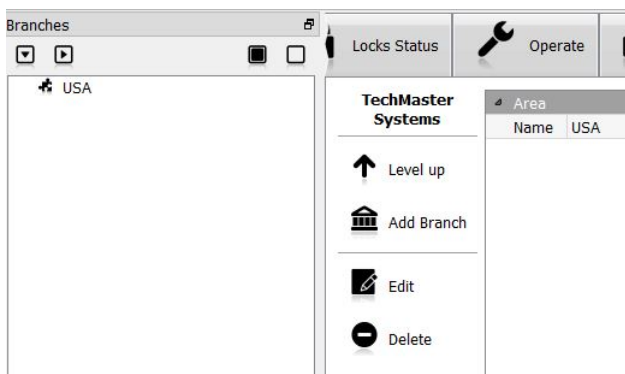 Branches
USA
Locks Status
Operate
TechMaster
Systems
Level up
Add Branch
Edit
Delete
Area
Name USA